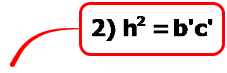 2) h² = b'c'